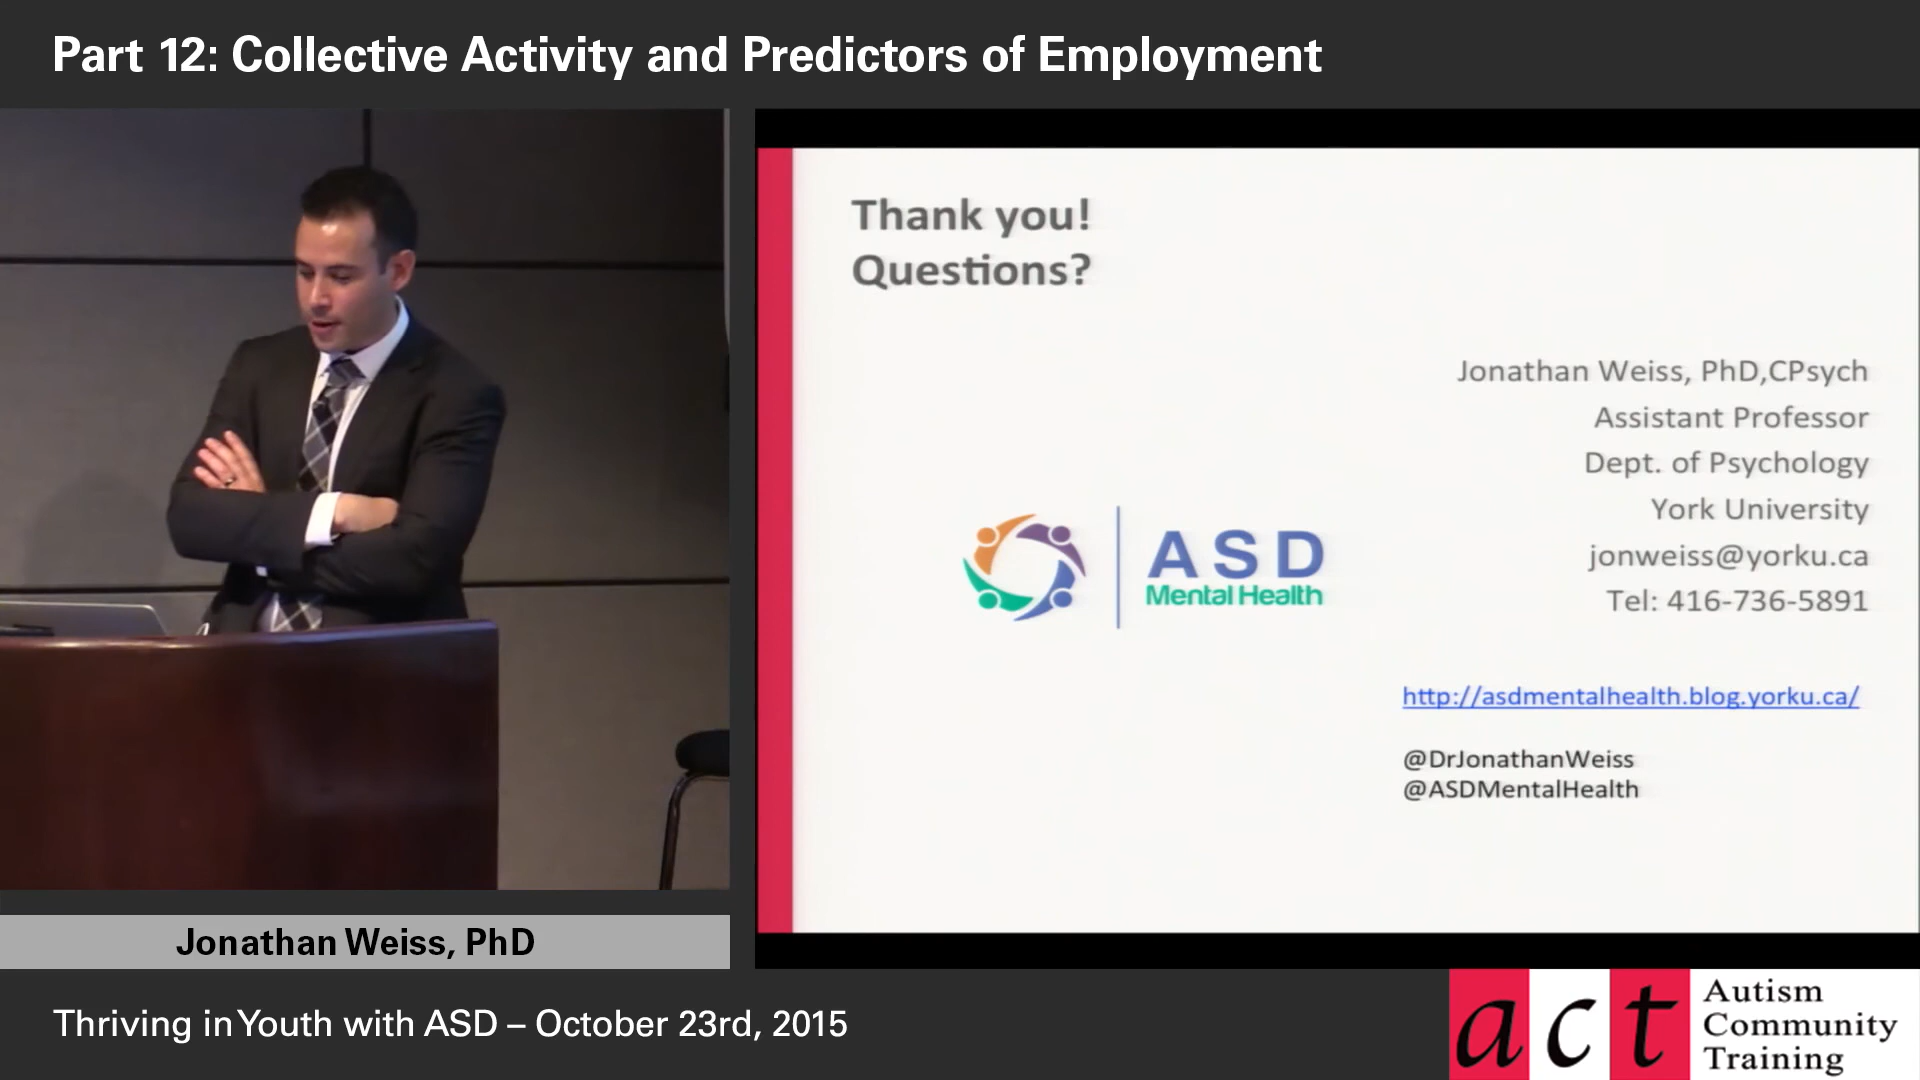 Part 12: Collective Activity and Predictors of Employment
Thank you!
Questions?
Jonathan Weiss, PhD,CPsych
Assistant Professor
Dept. of Psychology
York University
jonweiss@yorku.ca
Tel: 416-736-5891
ASD
Mental Health
http://asdmentalhealth.blog.yorku.ca/
@DrJonathanWeiss
@ASDMentalHealth
Jonathan Weiss, PhD
Thriving in Youth with ASD – October 23rd, 2015
act
Autism
Community
Training